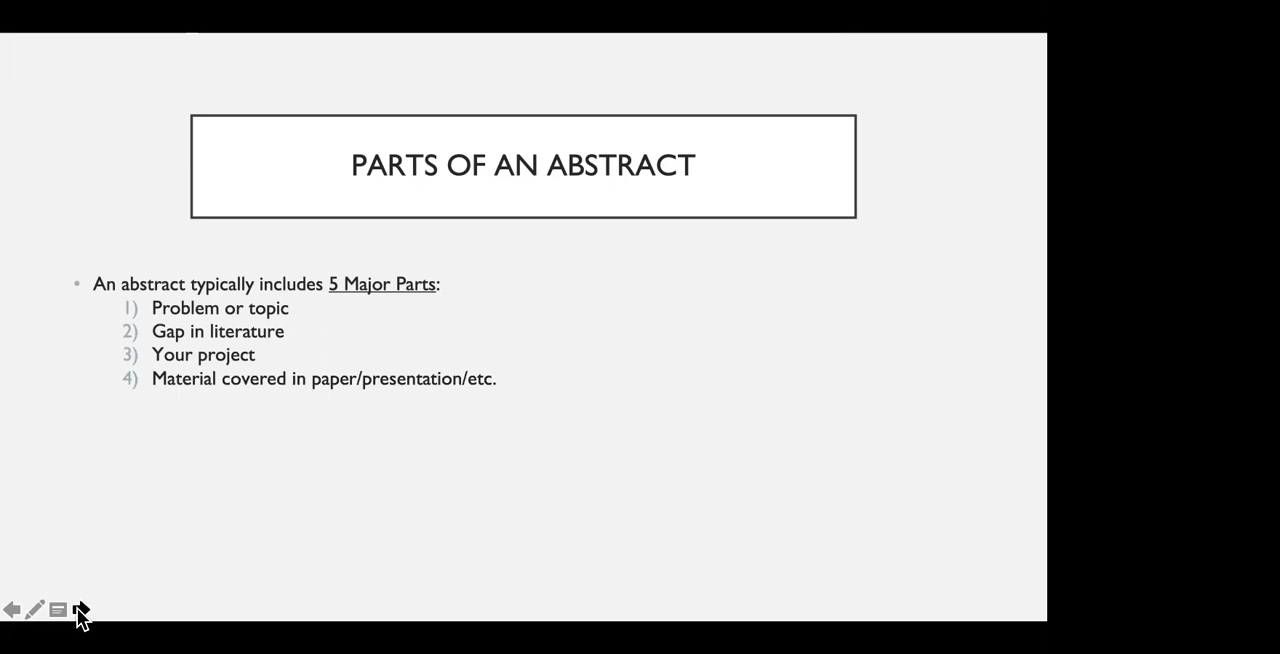 PARTS OF AN ABSTRACT
• An abstract typically includes 5 Major Parts:
1) Problem or topic
2) Gap in literature
3) Your project
4) Material covered in paper/presentation/etc.